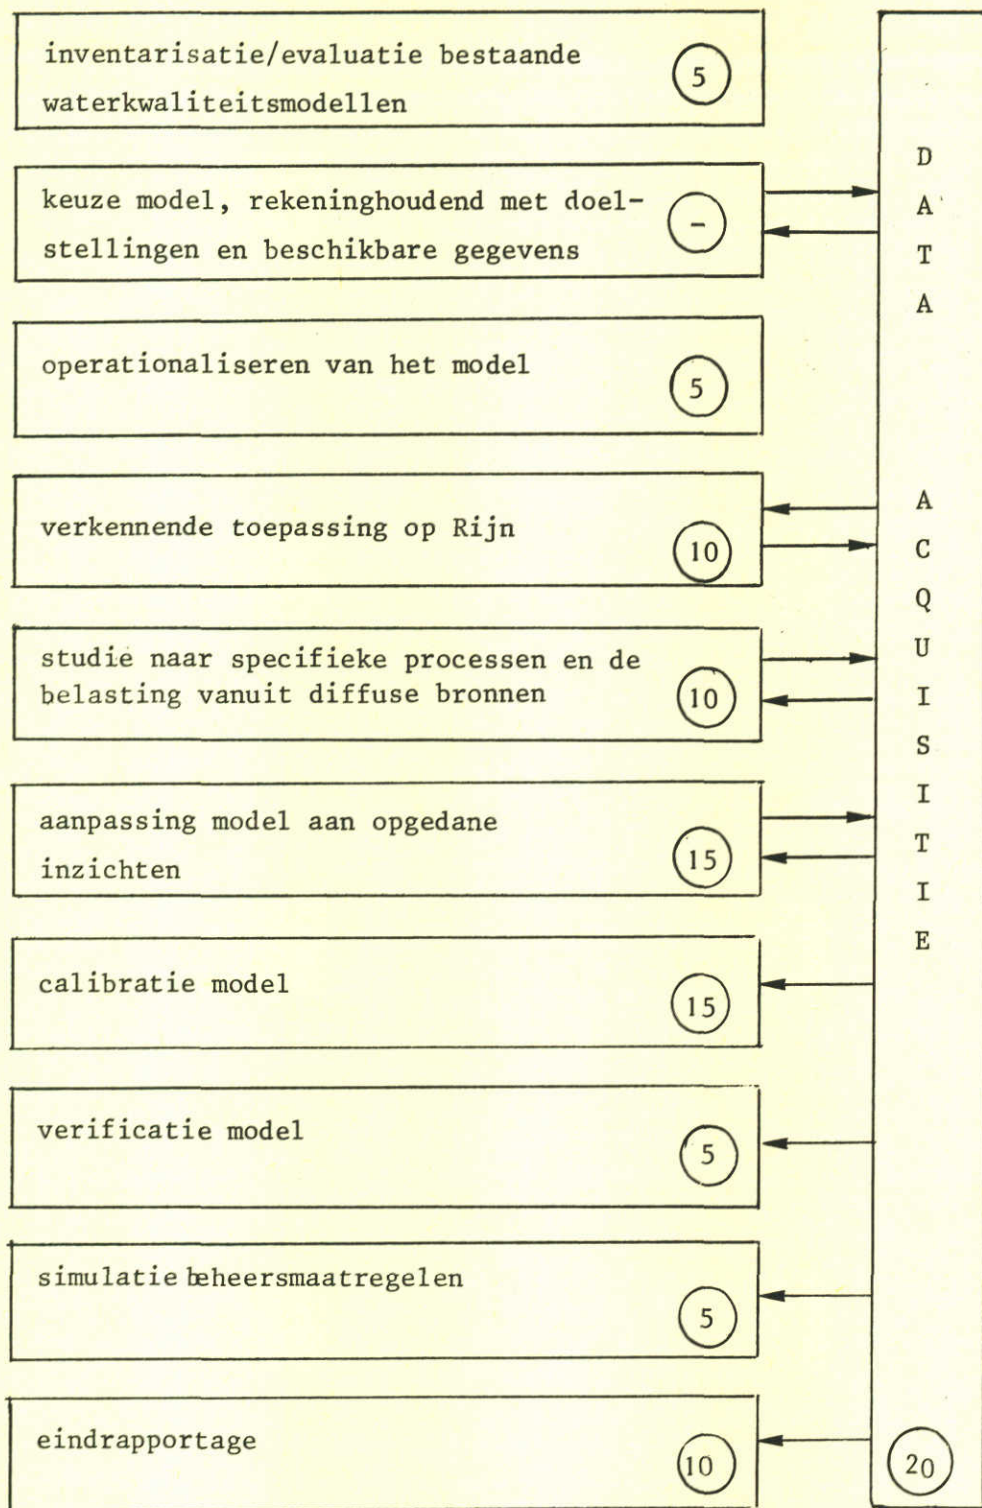 inventarisatie/evaluatie bestaande
waterkwaliteitsmodellen
5
keuze model, rekeninghoudend met doel-
stellingen en beschikbare gegevens
-
operationaliseren van het model
5
verkennende toepassing op Rijn
10
studie naar specifieke processen en de
belasting vanuit diffuse bronnen
10
aanpassing model aan opgedane
inzichten
15
calibratie model
15
verificatie model
5
simulatie beheersmaatregelen
5
eindrapportage
10
DATA ACQUISITIE
20